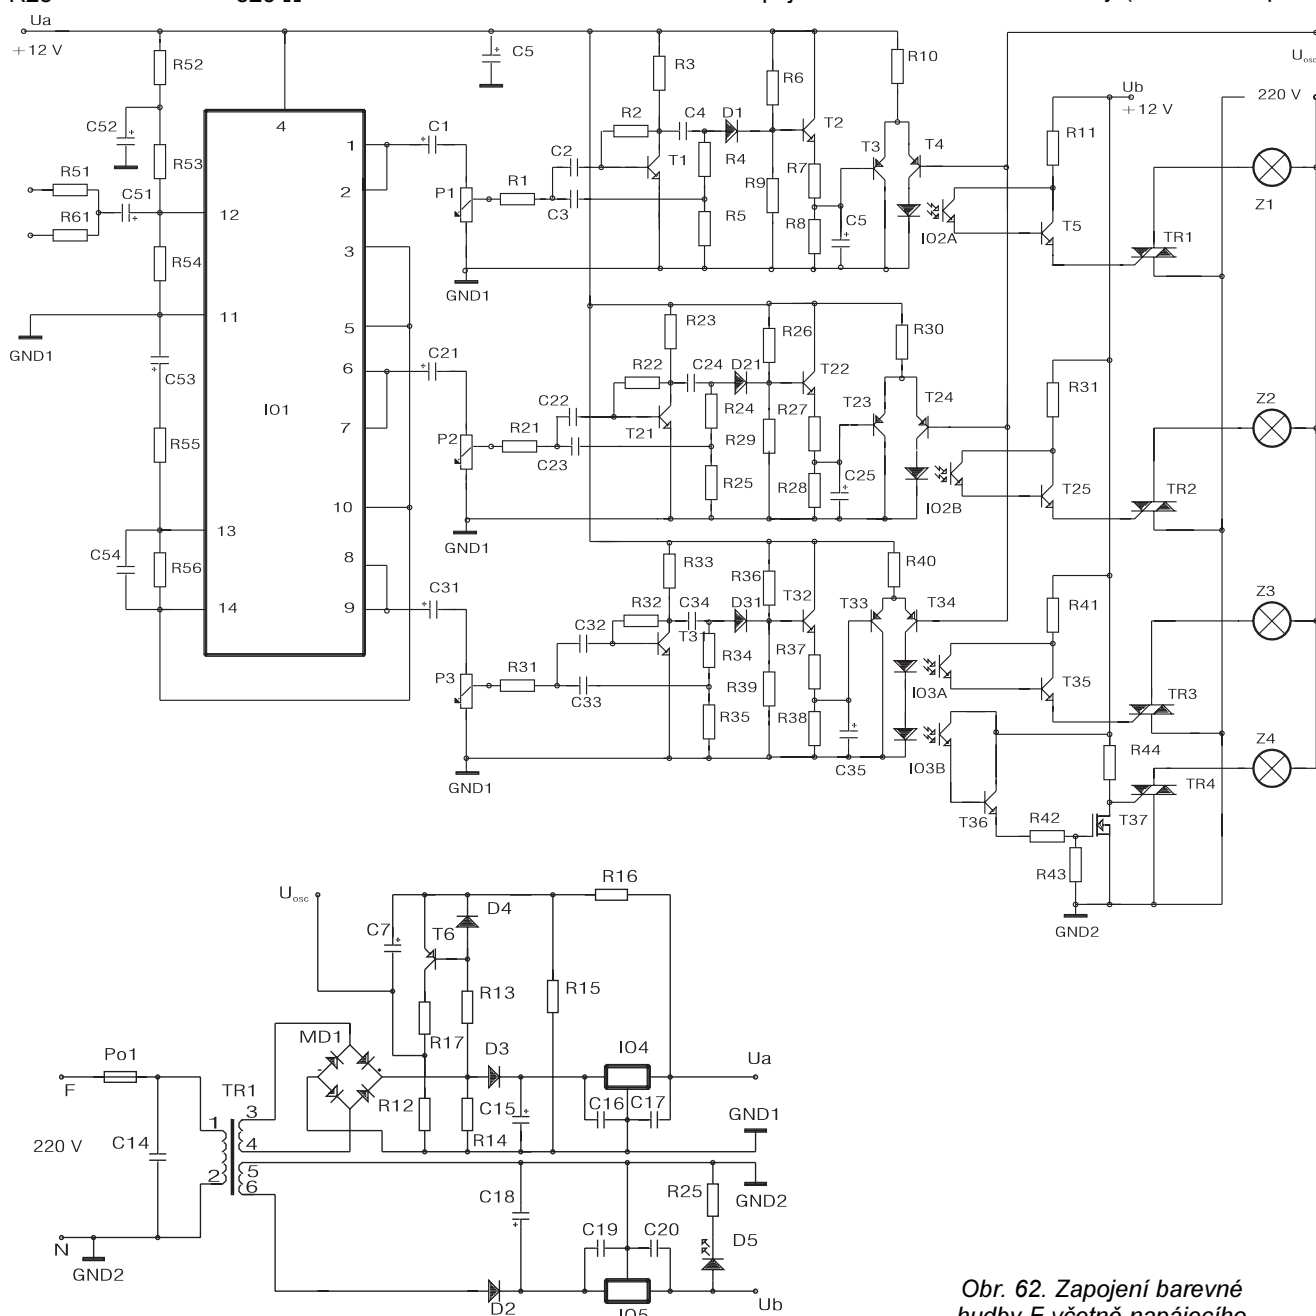 Ua
+12 V
R52
C52
R53
R51
C51
R61
R54
GND1
C53
R55
C54
R56
4
1
2
12
3
11
5
6
IO1
7
10
13
8
14
9
C5
C1
P1
R1
GND1
C2
C3
R2
R3
C4
D1
T1
R4
R5
R6
R9
T2
R7
R8
C5
R10
T3
T4
IO2A
Ub
+12 V
R11
T5
TR1
220 V
Z1
C21
P2
R21
GND1
C22
C23
R22
R23
C24
D21
T21
R24
R25
R26
R29
T22
R27
R28
C25
R30
T23
T24
IO2B
R31
T25
TR2
Z2
C31
P3
R31
GND1
C32
C33
R32
R33
C34
D31
T31
R34
R35
R36
R39
T32
R37
R38
C35
R40
T33
T34
IO3A
IO3B
R41
T35
TR3
Z3
R44
TR4
Z4
T36
R42
T37
R43
GND2
Uosc
C7
T6
D4
R16
R13
R15
R17
MD1
D3
IO4
Ua
Po1
F
TR1
3
R12
R14
C15
C16
C17
GND1
1
4
220 V
C14
2
5
6
C18
R25
GND2
N
GND2
C19
C20
D5
D2
Ub
Obr. 62. Zapojení barevné